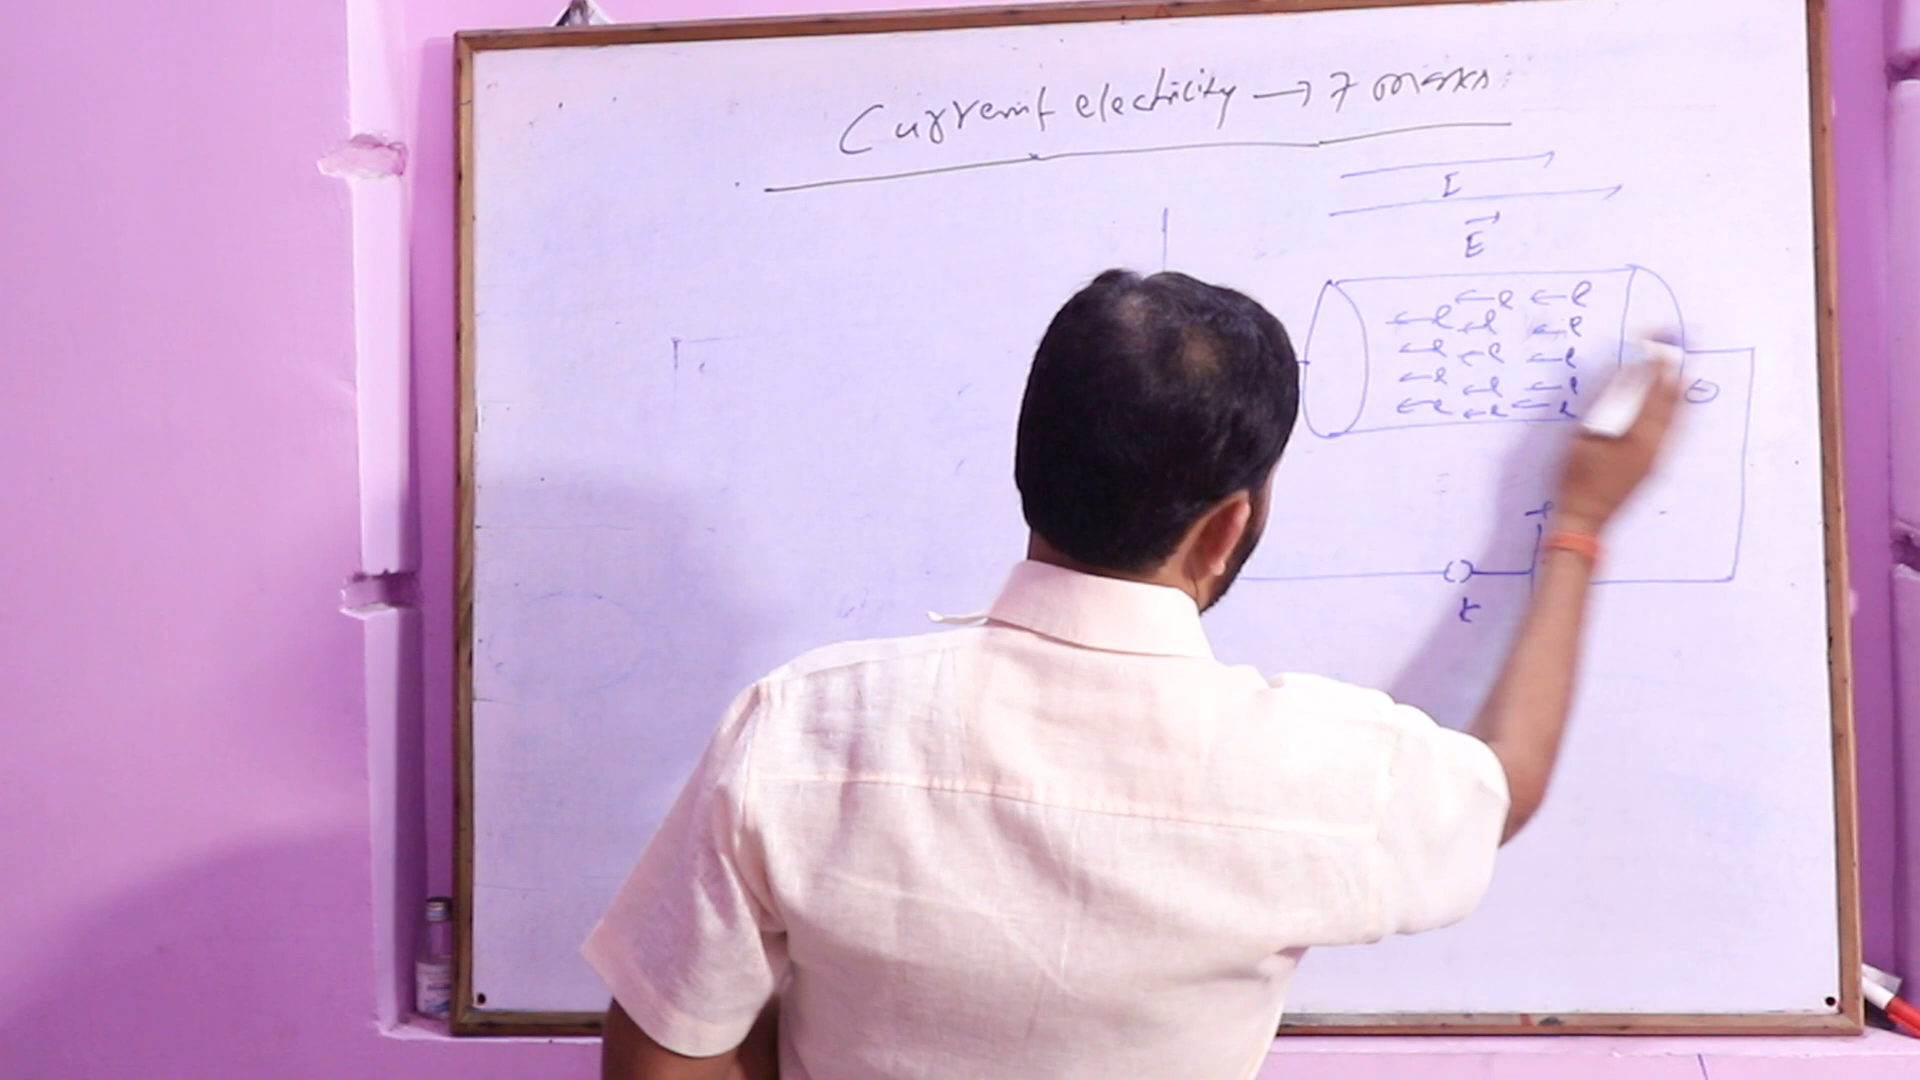 Current electricity → 7 marks
I
E
←e ←e
←e ←e ←e
←e ←e ←e
←e ←e ←e
←e ←e ←e
⊖
+
( )
K